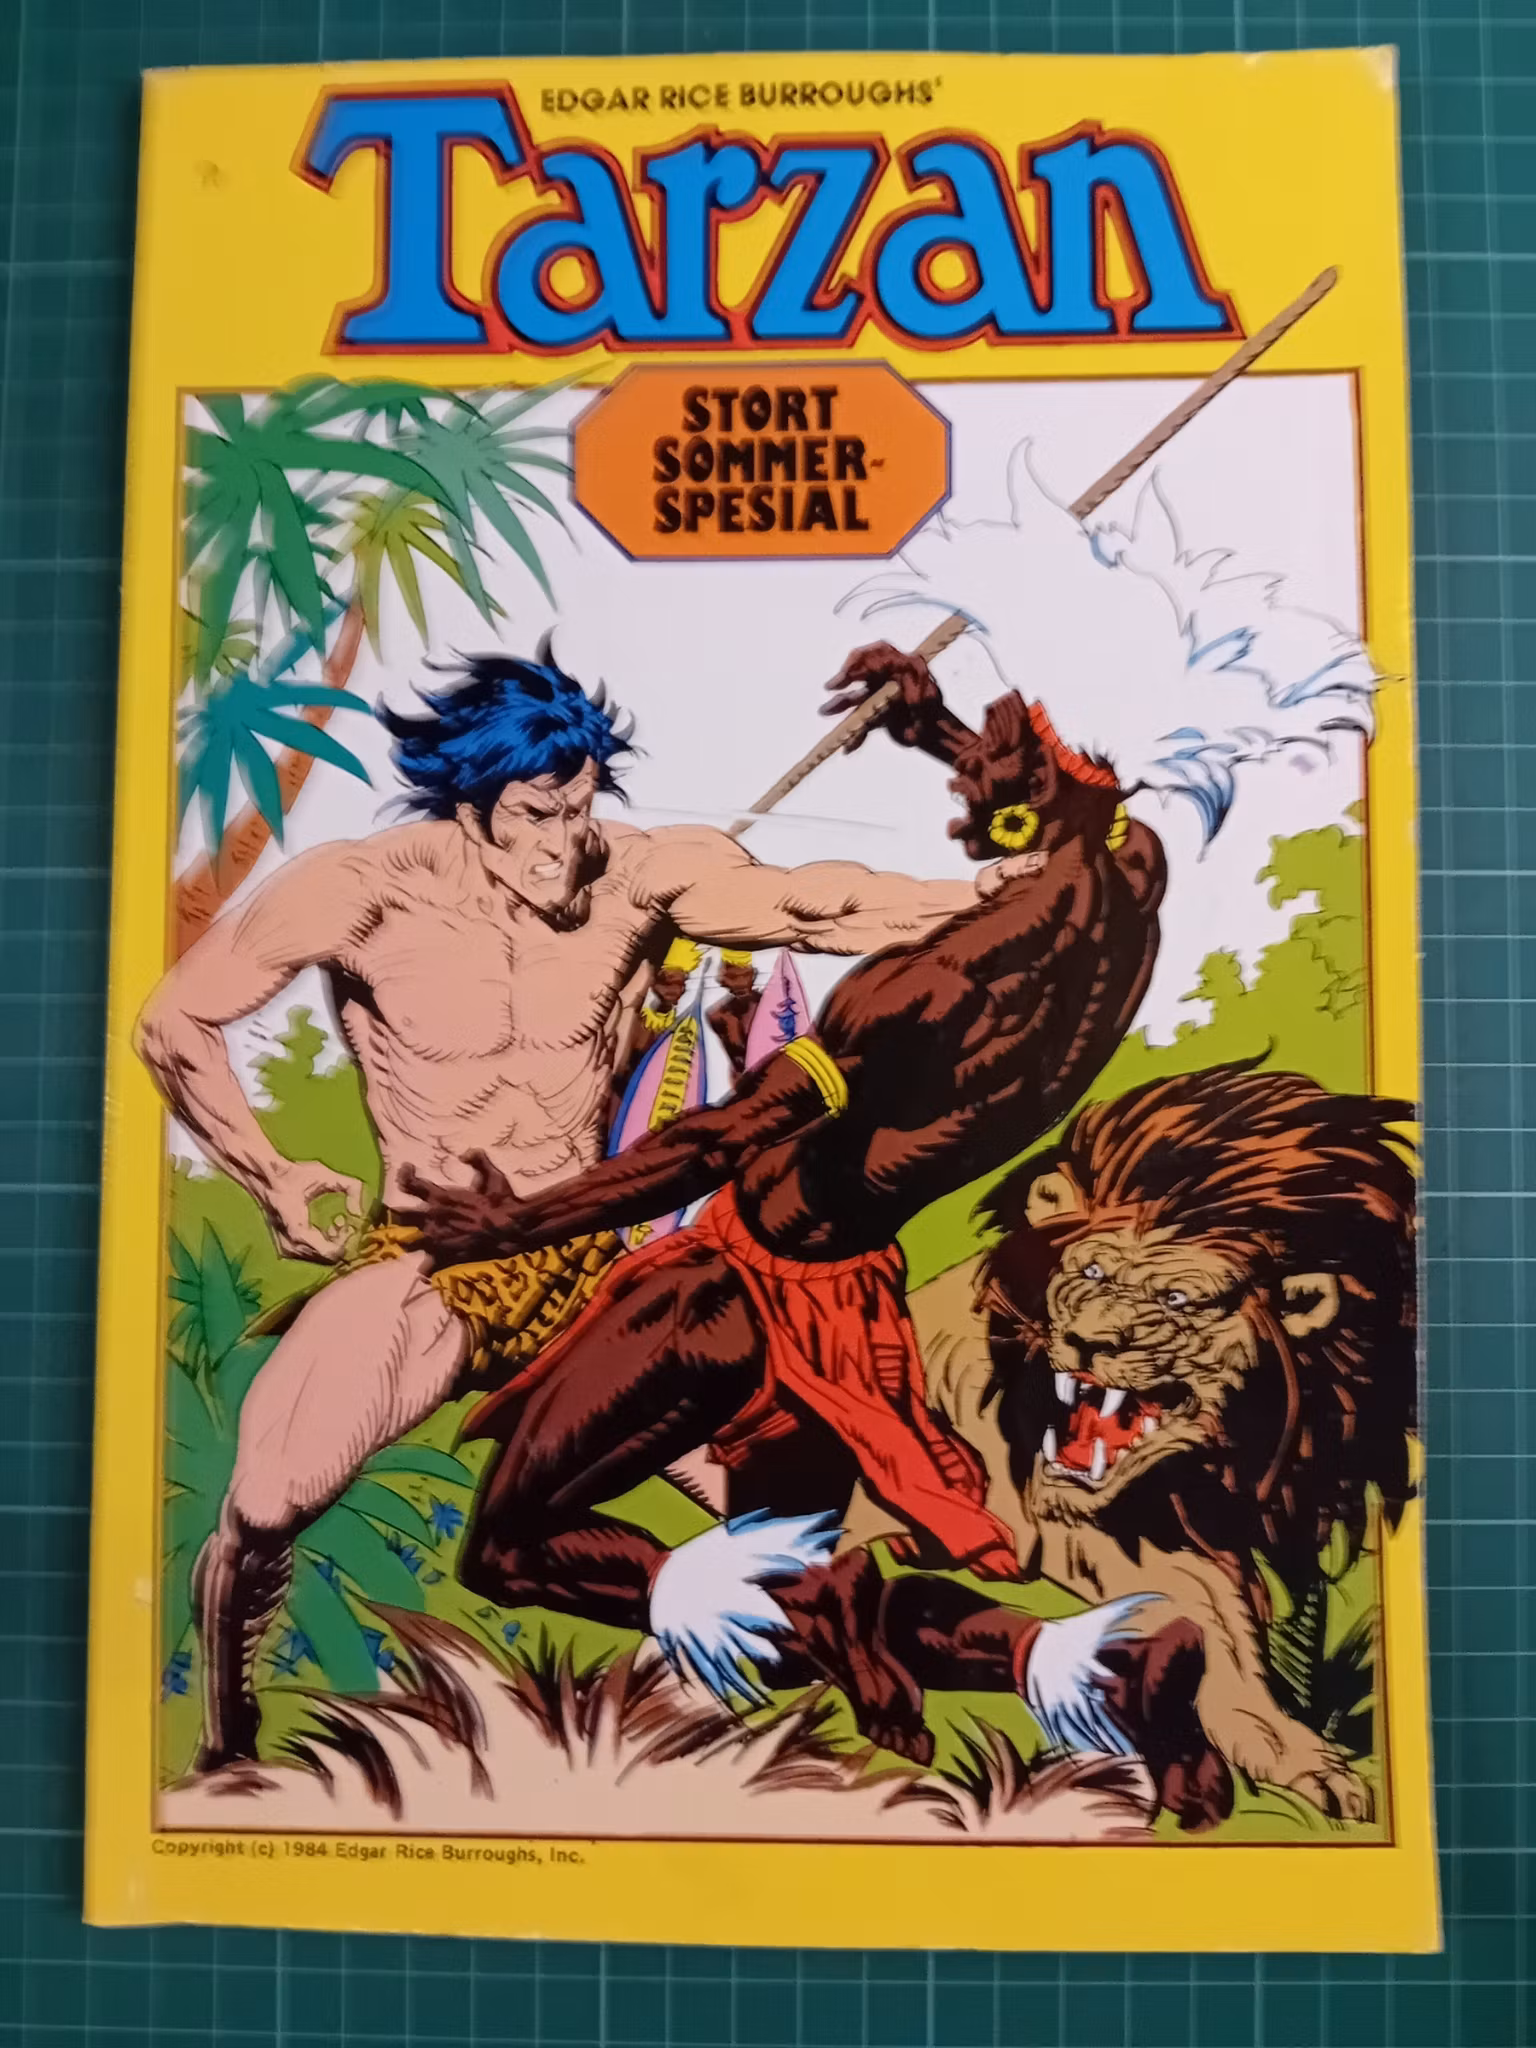 EDGAR RICE BURROUGHS'
Tarzan
STORT
SOMMER-
SPESIAL
Copyright (c) 1984 Edgar Rice Burroughs, Inc.